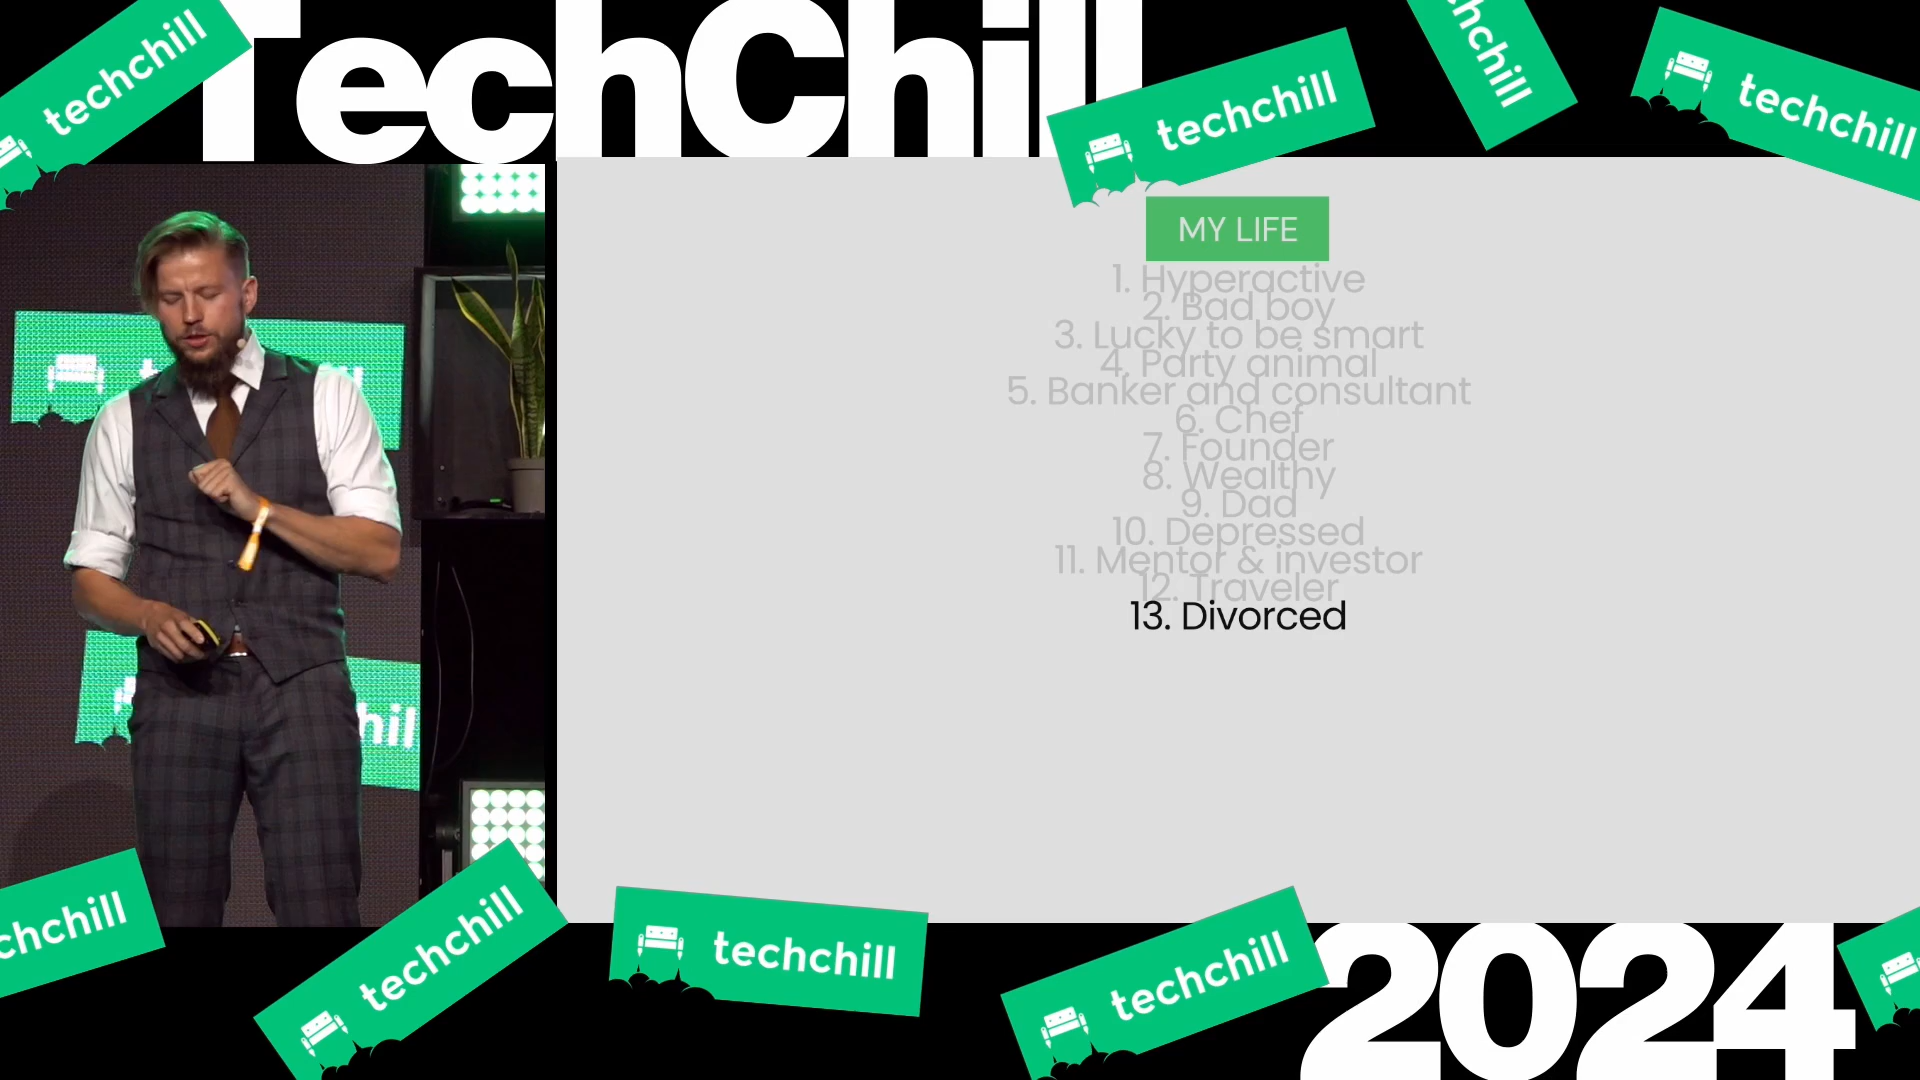 TechChill
techchill
techchill
chchill
techchill
MY LIFE
1. Hyperactive
2. Bad boy
3. Lucky to be smart
4. Party animal
5. Banker and consultant
6. Chef
7. Founder
8. Wealthy
9. Dad
10. Depressed
11. Mentor & investor
12. Traveler
13. Divorced
chchill
techchill
techchill
techchill
2024